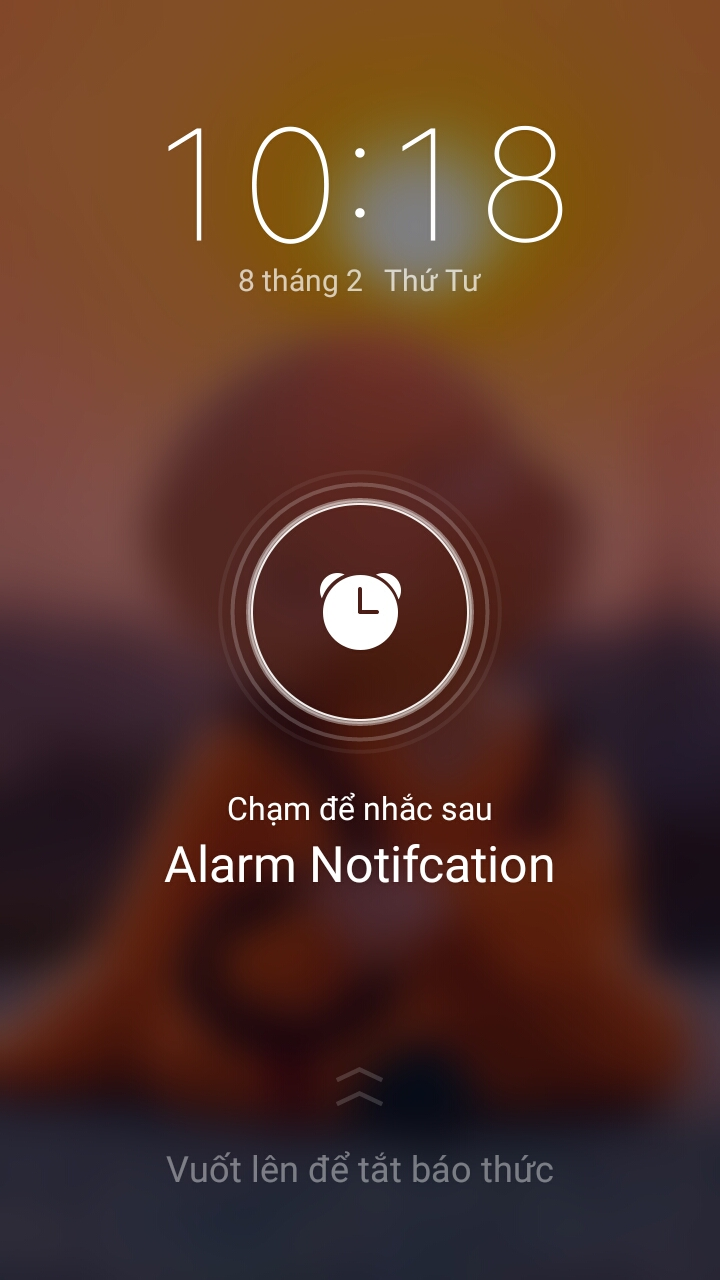 10:18
8 tháng 2 Thứ Tư
Chạm để nhắc sau
Alarm Notifcation
Vuốt lên để tắt báo thức